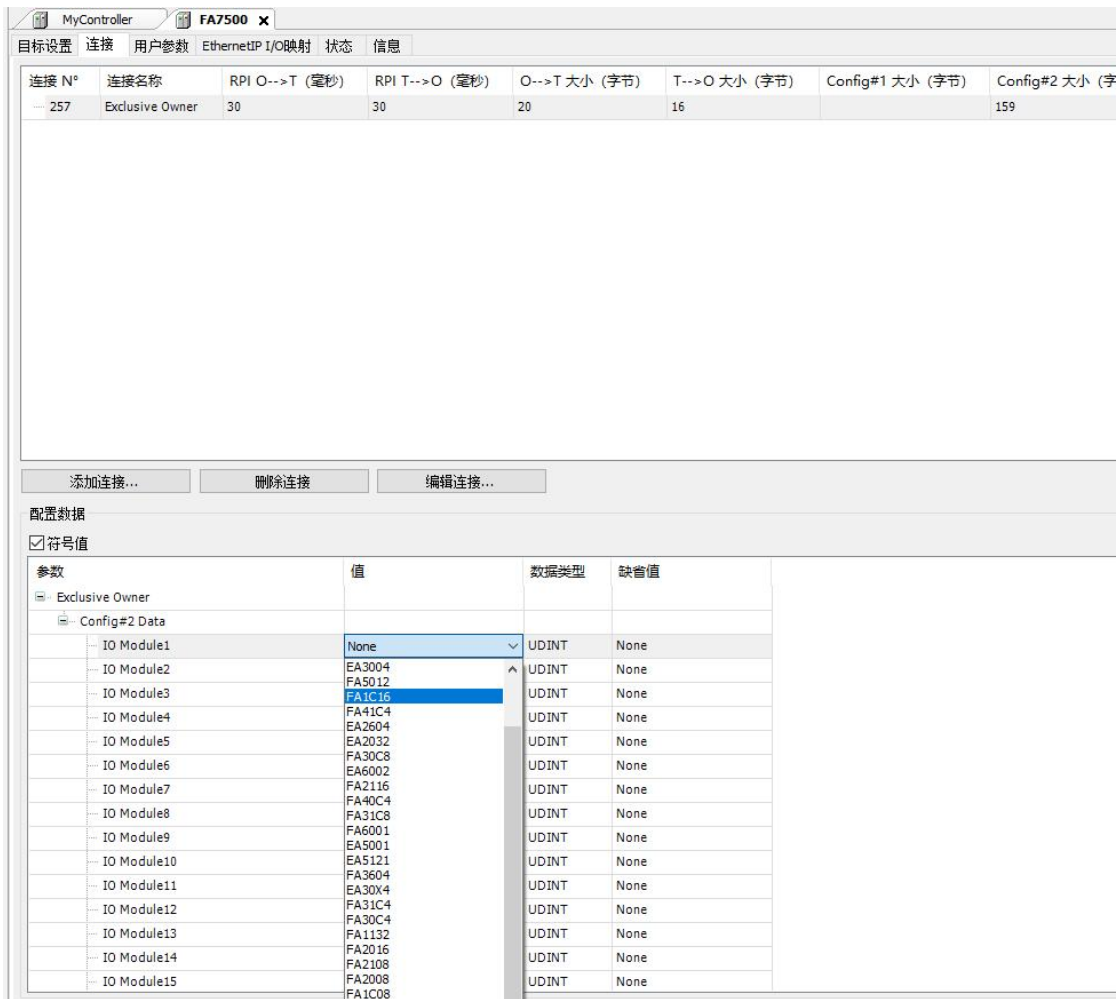 MyController FA7500
目标设置 连接 用户参数 EthernetIP I/O映射 状态 信息
连接 N° 连接名称 RPI O-->T (毫秒) RPI T-->O (毫秒) O-->T 大小 (字节) T-->O 大小 (字节) Config#1 大小 (字节) Config#2 大小 (字
257 Exclusive Owner 30 30 20 16 159
添加连接... 删除连接 编辑连接...
配置数据
符号值
参数 值 数据类型 缺省值
Exclusive Owner
Config#2 Data
IO Module1 None UDINT None
EA3004
IO Module2 UDINT None
FA5012
FA1C16
IO Module3 UDINT None
FA41C4
IO Module4 UDINT None
EA2604
EA2032
IO Module5 UDINT None
FA30C8
IO Module6 UDINT None
EA6002
FA2116
IO Module7 UDINT None
FA40C4
IO Module8 UDINT None
FA31C8
FA6001
IO Module9 UDINT None
EA5001
EA5121
IO Module10 UDINT None
FA3604
IO Module11 UDINT None
EA30X4
FA31C4
IO Module12 UDINT None
FA30C4
FA1132
IO Module13 UDINT None
FA2016
IO Module14 UDINT None
FA2108
FA2008
IO Module15 UDINT None
FA1C08